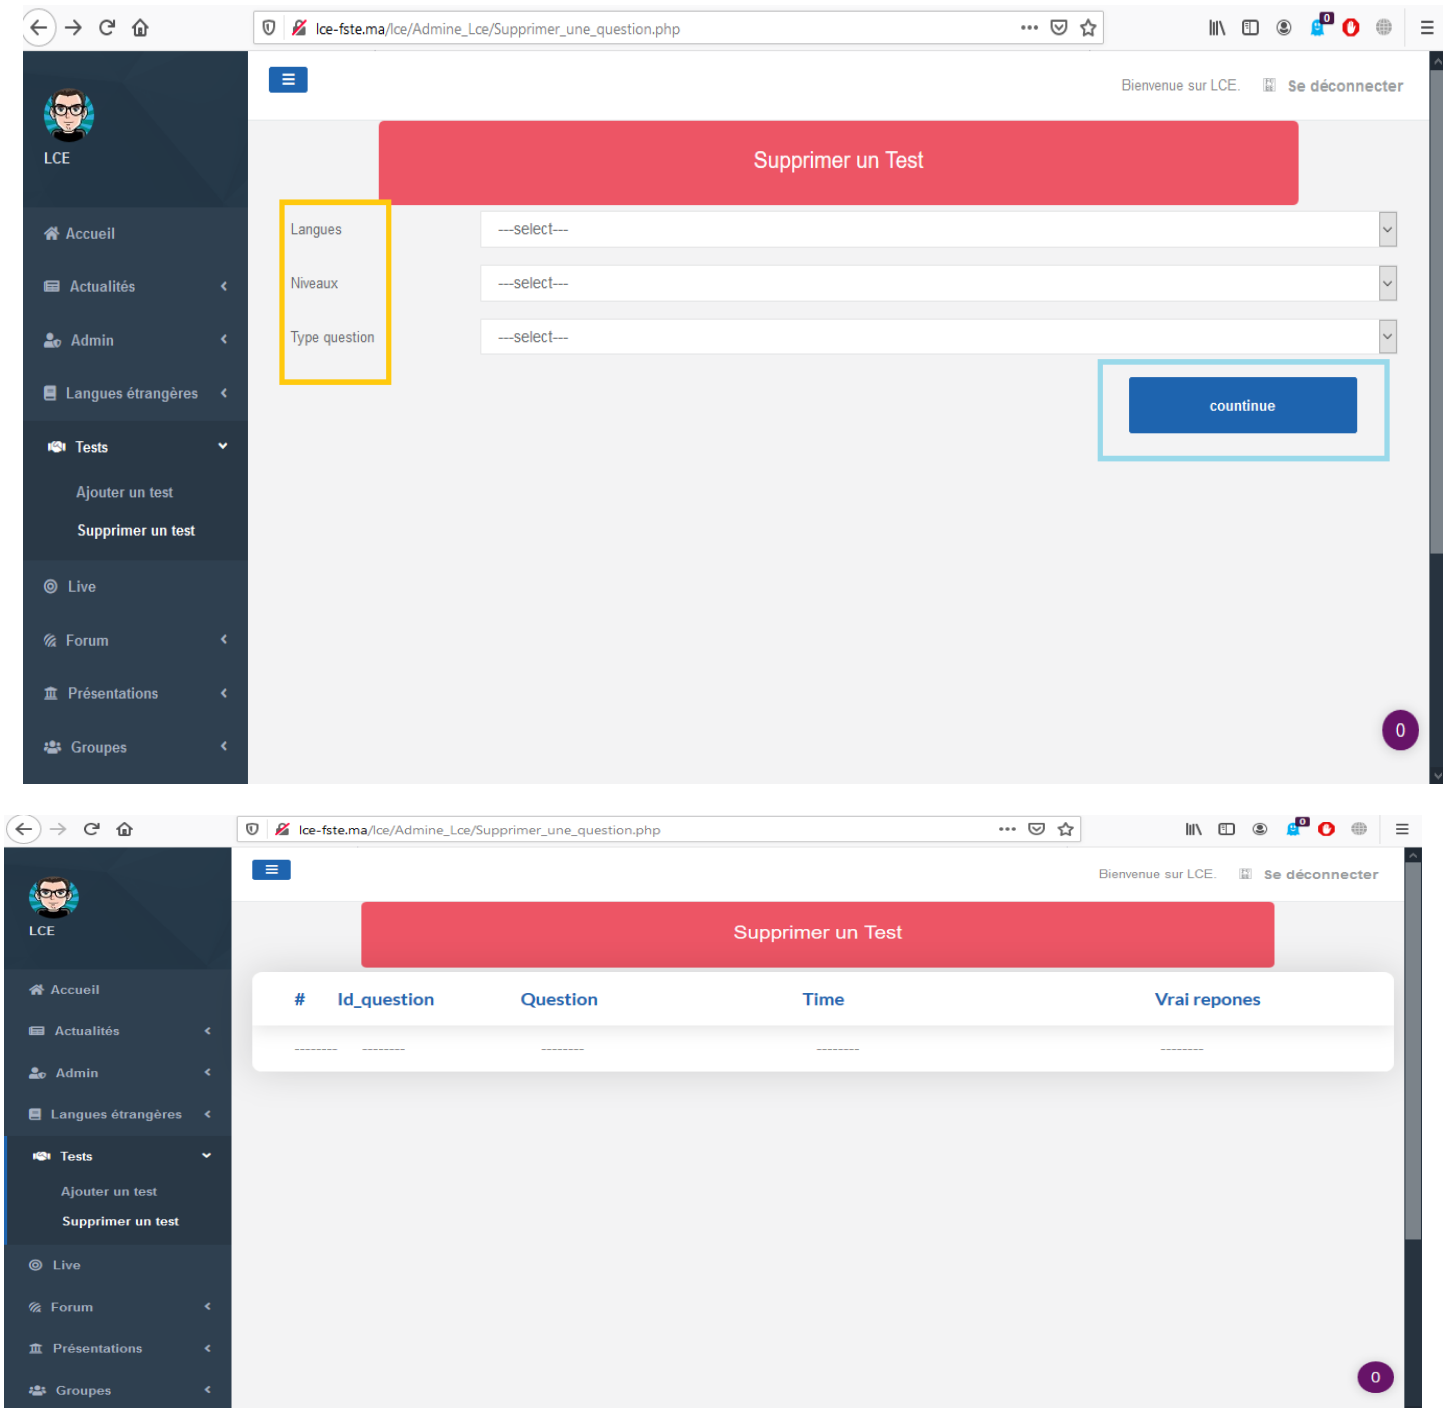 lce-fste.ma/lce/Admine_Lce/Supprimer_une_question.php
0
Bienvenue sur LCE. Se déconnecter
LCE
Supprimer un Test
Accueil
Actualités
Admin
Langues étrangères
Tests
Ajouter un test
Supprimer un test
Live
Forum
Présentations
Groupes
Langues ---select---
Niveaux ---select---
Type question ---select---
countinue
0
lce-fste.ma/lce/Admine_Lce/Supprimer_une_question.php
0
Bienvenue sur LCE. Se déconnecter
LCE
Supprimer un Test
Accueil
Actualités
Admin
Langues étrangères
Tests
Ajouter un test
Supprimer un test
Live
Forum
Présentations
Groupes
# Id_question Question Time Vrai repones
-------- -------- -------- -------- --------
0